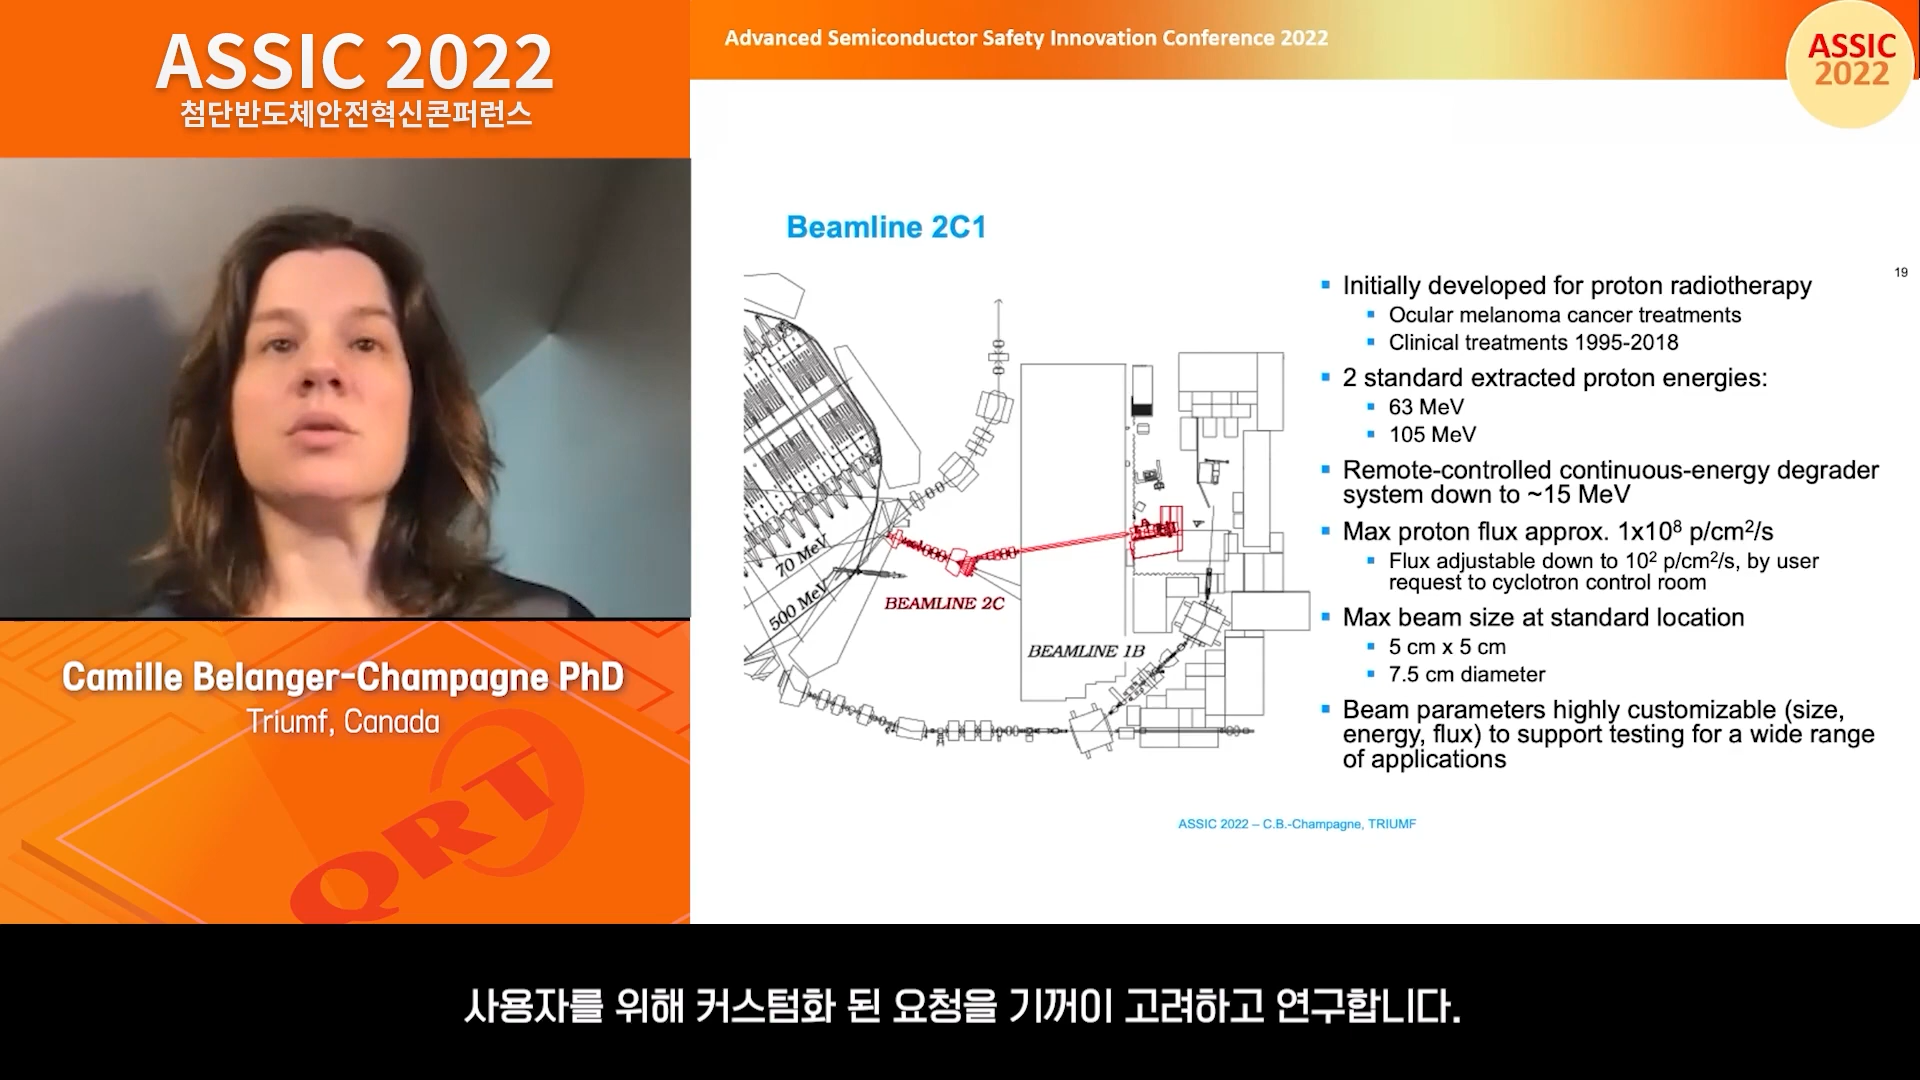 ASSIC 2022
첨단반도체안전혁신콘퍼런스
Camille Belanger-Champagne PhD
Triumf, Canada
QRT
Advanced Semiconductor Safety Innovation Conference 2022
ASSIC
2022
Beamline 2C1
19
70 MeV
500 MeV
BEAMLINE 2C
BEAMLINE 1B
▪ Initially developed for proton radiotherapy
▪ Ocular melanoma cancer treatments
▪ Clinical treatments 1995-2018
▪ 2 standard extracted proton energies:
▪ 63 MeV
▪ 105 MeV
▪ Remote-controlled continuous-energy degrader
system down to ~15 MeV
▪ Max proton flux approx. 1x10⁸ p/cm²/s
▪ Flux adjustable down to 10² p/cm²/s, by user
request to cyclotron control room
▪ Max beam size at standard location
▪ 5 cm x 5 cm
▪ 7.5 cm diameter
▪ Beam parameters highly customizable (size,
energy, flux) to support testing for a wide range
of applications
ASSIC 2022 – C.B.-Champagne, TRIUMF
사용자를 위해 커스텀화 된 요청을 기꺼이 고려하고 연구합니다.